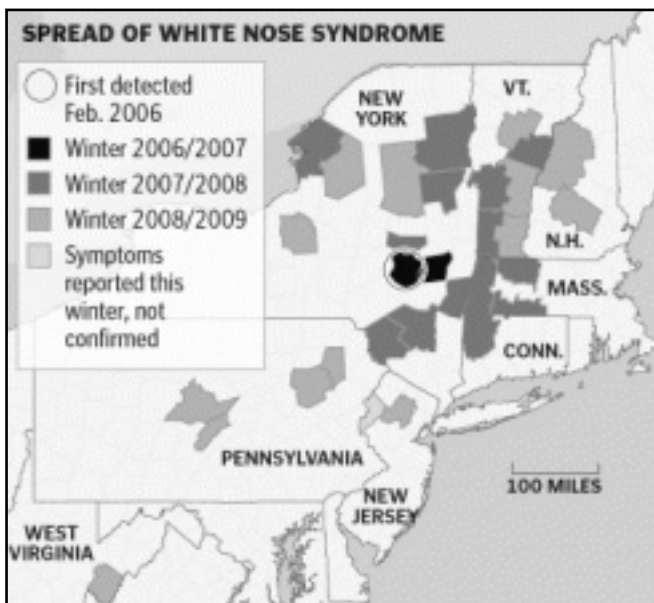 SPREAD OF WHITE NOSE SYNDROME
First detected
Feb. 2006
Winter 2006/2007
Winter 2007/2008
Winter 2008/2009
Symptoms
reported this
winter, not
confirmed
NEW
YORK
VT.
N.H.
MASS.
CONN.
PENNSYLVANIA
NEW
JERSEY
100 MILES
WEST
VIRGINIA